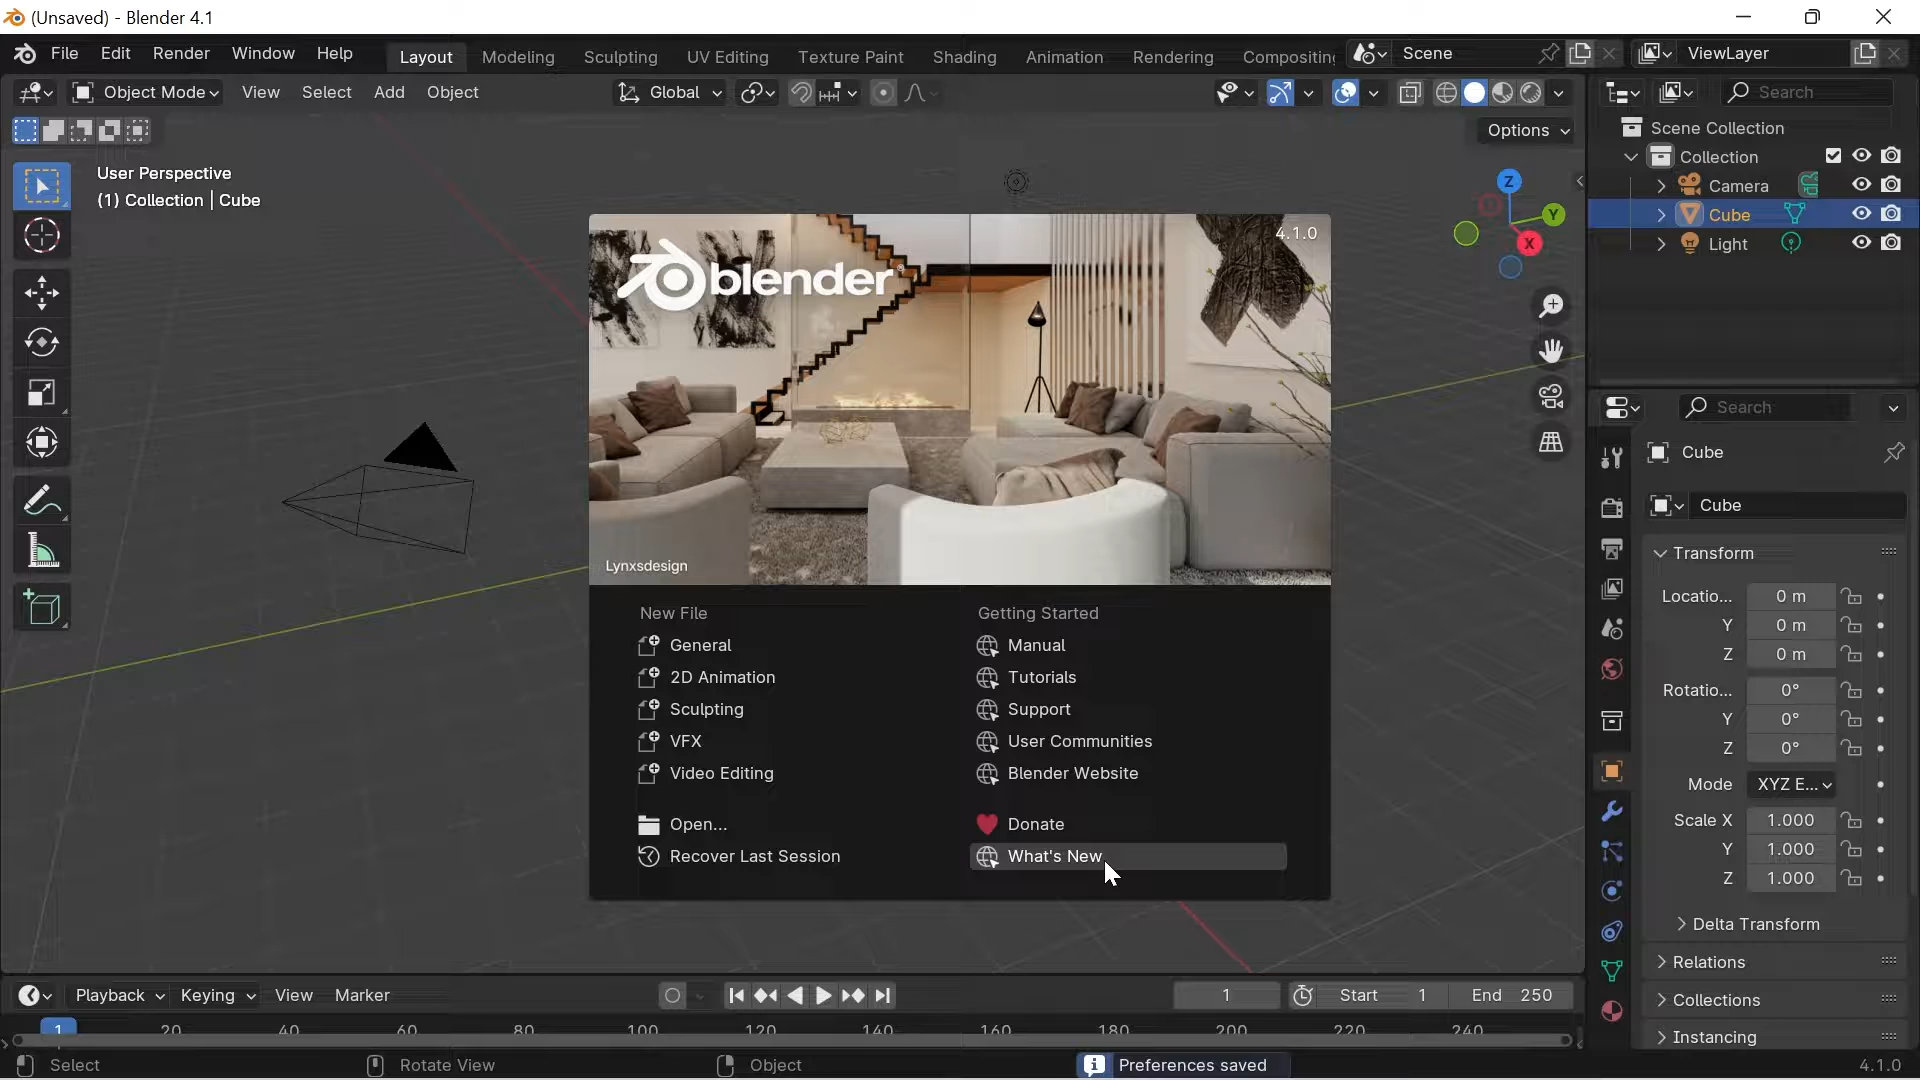 (Unsaved) - Blender 4.1
File Edit Render Window Help
Layout Modeling Sculpting UV Editing Texture Paint Shading Animation Rendering
Scene
ViewLayer
Object Mode View Select Add Object
Global
Search
Options
User Perspective
(1) Collection | Cube
Z
Y
X
Scene Collection
Collection
Camera
Cube
Light
blender
4.1.0
Lynxsdesign
New File
General
2D Animation
Sculpting
VFX
Video Editing
Open...
Recover Last Session
Getting Started
Manual
Tutorials
Support
User Communities
Blender Website
Donate
What's New
Search
Cube
Cube
Transform
Locatio... 0 m
Y 0 m
Z 0 m
Rotatio... 0°
Y 0°
Z 0°
Mode XYZ E...
Scale X 1.000
Y 1.000
Z 1.000
Delta Transform
Relations
Collections
Instancing
Playback Keying View Marker
1
Start 1
End 250
1 20 40 60 80 100 120 140 160 180 200 220 240
Select
Rotate View
Object
Preferences saved
4.1.0